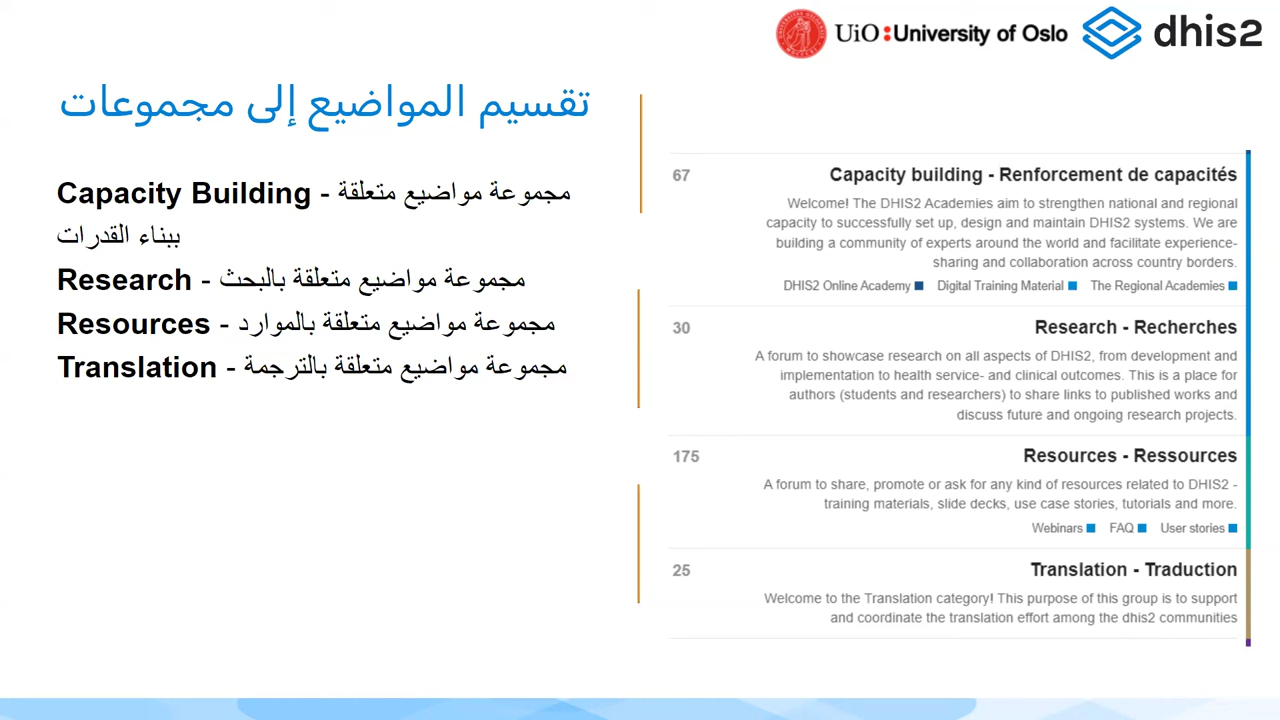 UiO : University of Oslo
dhis2
تقسيم المواضيع إلى مجموعات
Capacity Building - مجموعة مواضيع متعلقة
ببناء القدرات
Research - مجموعة مواضيع متعلقة بالبحث
Resources - مجموعة مواضيع متعلقة بالموارد
Translation - مجموعة مواضيع متعلقة بالترجمة
67
Capacity building - Renforcement de capacités
Welcome! The DHIS2 Academies aim to strengthen national and regional
capacity to successfully set up, design and maintain DHIS2 systems. We are
building a community of experts around the world and facilitate experience-
sharing and collaboration across country borders.
DHIS2 Online Academy Digital Training Material The Regional Academies
30
Research - Recherches
A forum to showcase research on all aspects of DHIS2, from development and
implementation to health service- and clinical outcomes. This is a place for
authors (students and researchers) to share links to published works and
discuss future and ongoing research projects.
175
Resources - Ressources
A forum to share, promote or ask for any kind of resources related to DHIS2 -
training materials, slide decks, use case stories, tutorials and more.
Webinars FAQ User stories
25
Translation - Traduction
Welcome to the Translation category! This purpose of this group is to support
and coordinate the translation effort among the dhis2 communities